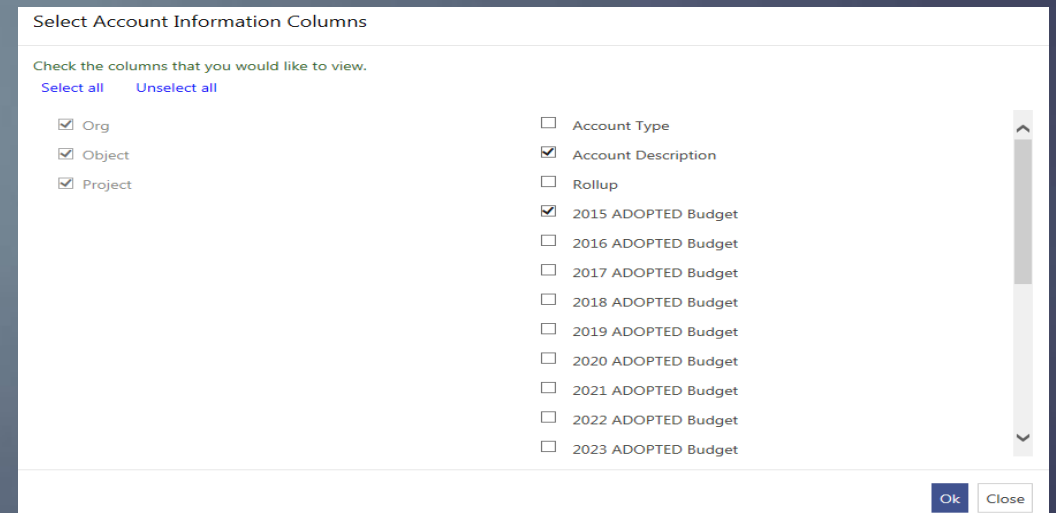 Select Account Information Columns
Check the columns that you would like to view.
Select all Unselect all
Org
Object
Project
Account Type
Account Description
Rollup
2015 ADOPTED Budget
2016 ADOPTED Budget
2017 ADOPTED Budget
2018 ADOPTED Budget
2019 ADOPTED Budget
2020 ADOPTED Budget
2021 ADOPTED Budget
2022 ADOPTED Budget
2023 ADOPTED Budget
Ok Close